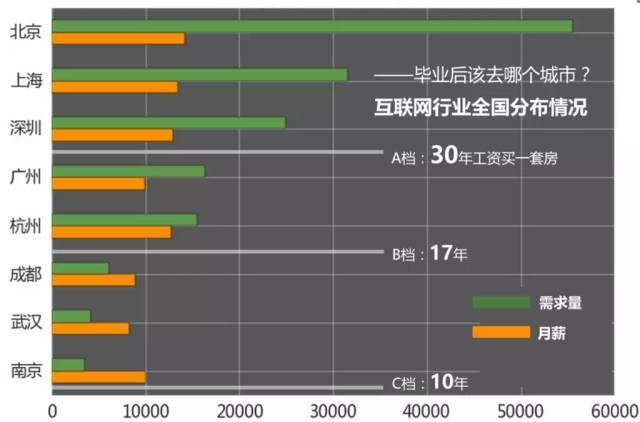 北京
上海
——毕业后该去哪个城市？
互联网行业全国分布情况
深圳
A档：30年工资买一套房
广州
杭州
B档：17年
成都
需求量
武汉
月薪
南京
C档：10年
0 10000 20000 30000 40000 50000 60000